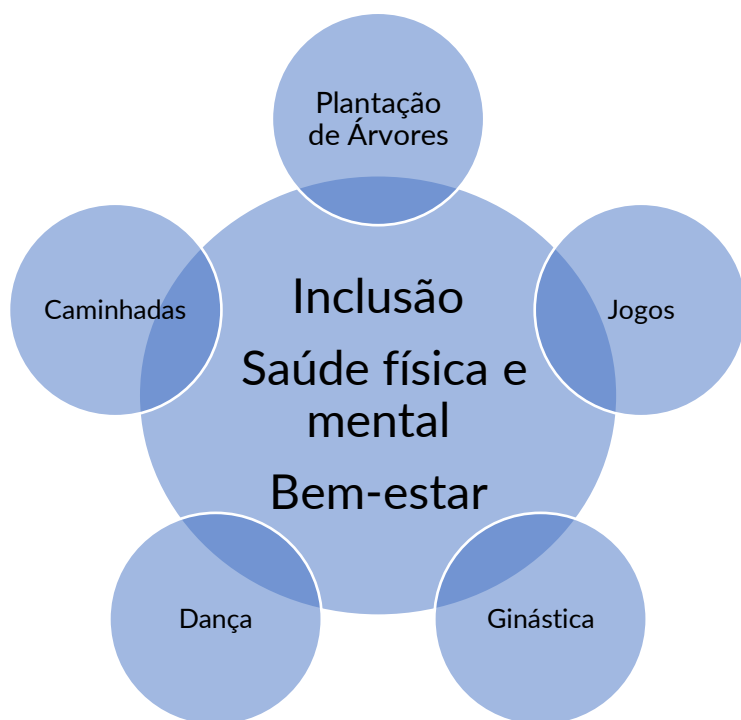 Plantação
de Árvores
Caminhadas
Inclusão
Saúde física e
mental
Bem-estar
Jogos
Dança
Ginástica